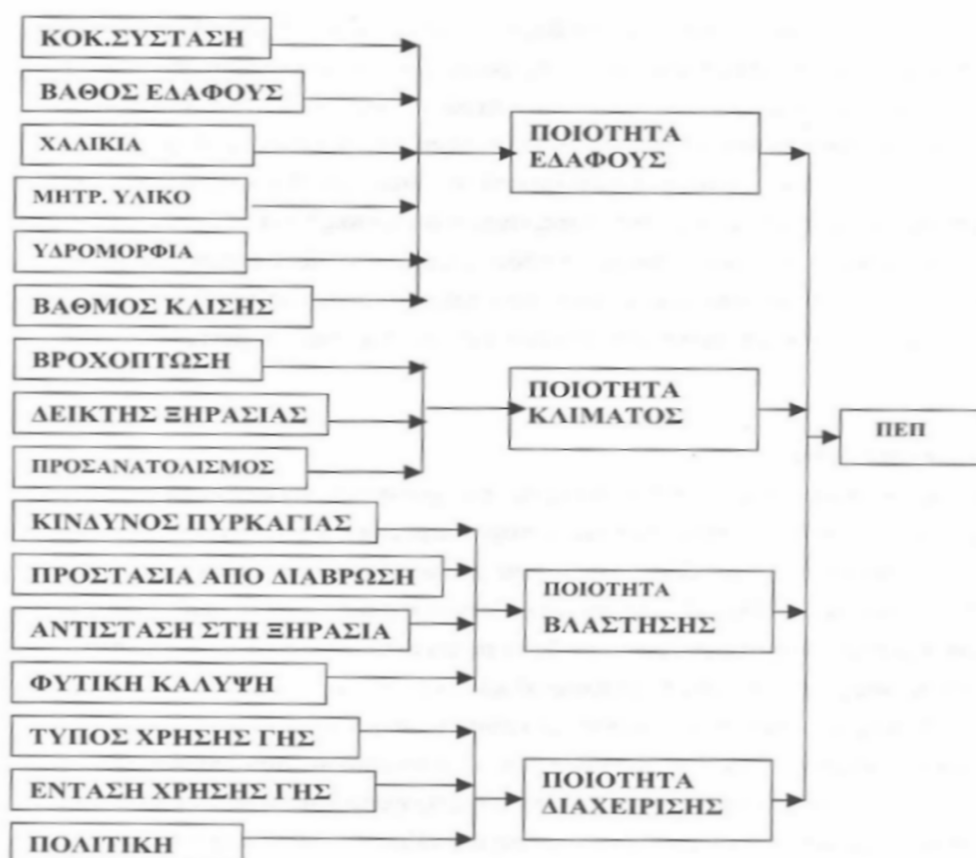 ΚΟΚ.ΣΥΣΤΑΣΗ
ΒΑΘΟΣ ΕΔΑΦΟΥΣ
ΧΑΛΙΚΙΑ
ΜΗΤΡ. ΥΛΙΚΟ
ΥΔΡΟΜΟΡΦΙΑ
ΒΑΘΜΟΣ ΚΛΙΣΗΣ
ΠΟΙΟΤΗΤΑ
ΕΔΑΦΟΥΣ
ΒΡΟΧΟΠΤΩΣΗ
ΔΕΙΚΤΗΣ ΞΗΡΑΣΙΑΣ
ΠΡΟΣΑΝΑΤΟΛΙΣΜΟΣ
ΠΟΙΟΤΗΤΑ
ΚΛΙΜΑΤΟΣ
ΚΙΝΔΥΝΟΣ ΠΥΡΚΑΓΙΑΣ
ΠΡΟΣΤΑΣΙΑ ΑΠΟ ΔΙΑΒΡΩΣΗ
ΑΝΤΙΣΤΑΣΗ ΣΤΗ ΞΗΡΑΣΙΑ
ΦΥΤΙΚΗ ΚΑΛΥΨΗ
ΠΟΙΟΤΗΤΑ
ΒΛΑΣΤΗΣΗΣ
ΤΥΠΟΣ ΧΡΗΣΗΣ ΓΗΣ
ΕΝΤΑΣΗ ΧΡΗΣΗΣ ΓΗΣ
ΠΟΛΙΤΙΚΗ
ΠΟΙΟΤΗΤΑ
ΔΙΑΧΕΙΡΙΣΗΣ
ΠΕΠ